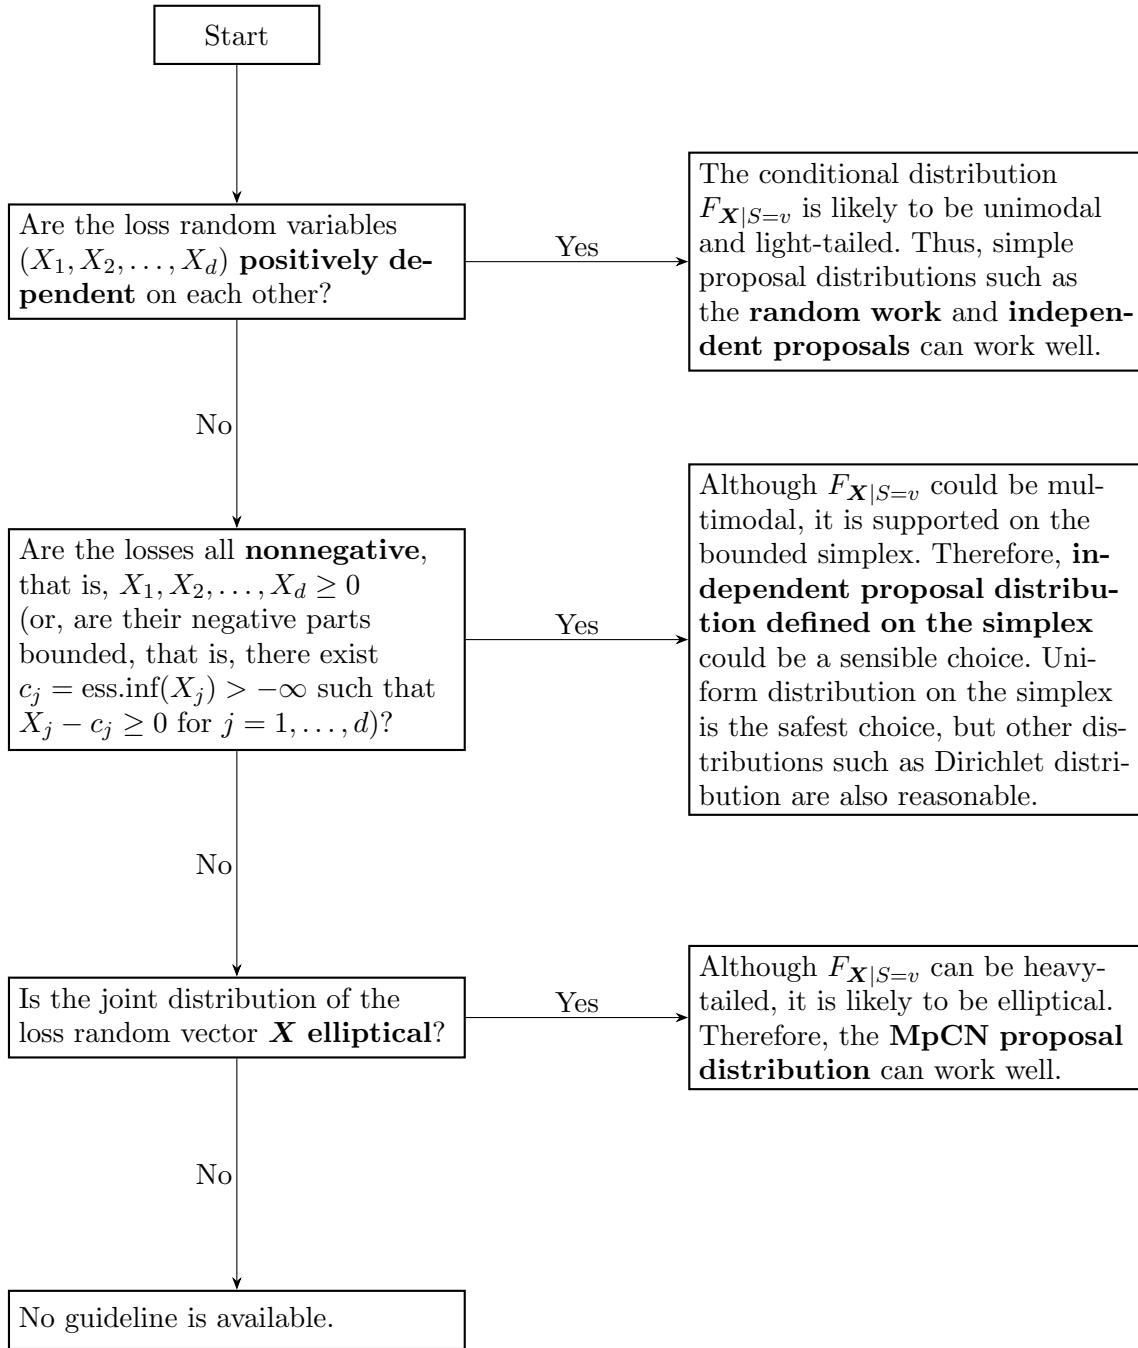 Start
Are the loss random variables
(X₁, X₂, . . . , X_d) positively de-
pendent on each other?
Yes
The conditional distribution
F_{X|S=v} is likely to be unimodal
and light-tailed. Thus, simple
proposal distributions such as
the random work and indepen-
dent proposals can work well.
No
Are the losses all nonnegative,
that is, X₁, X₂, . . . , X_d ≥ 0
(or, are their negative parts
bounded, that is, there exist
c_j = ess.inf(X_j) > −∞ such that
X_j − c_j ≥ 0 for j = 1, . . . , d)?
Yes
Although F_{X|S=v} could be mul-
timodal, it is supported on the
bounded simplex. Therefore, in-
dependent proposal distribu-
tion defined on the simplex
could be a sensible choice. Uni-
form distribution on the simplex
is the safest choice, but other dis-
tributions such as Dirichlet distri-
bution are also reasonable.
No
Is the joint distribution of the
loss random vector X elliptical?
Yes
Although F_{X|S=v} can be heavy-
tailed, it is likely to be elliptical.
Therefore, the MpCN proposal
distribution can work well.
No
No guideline is available.